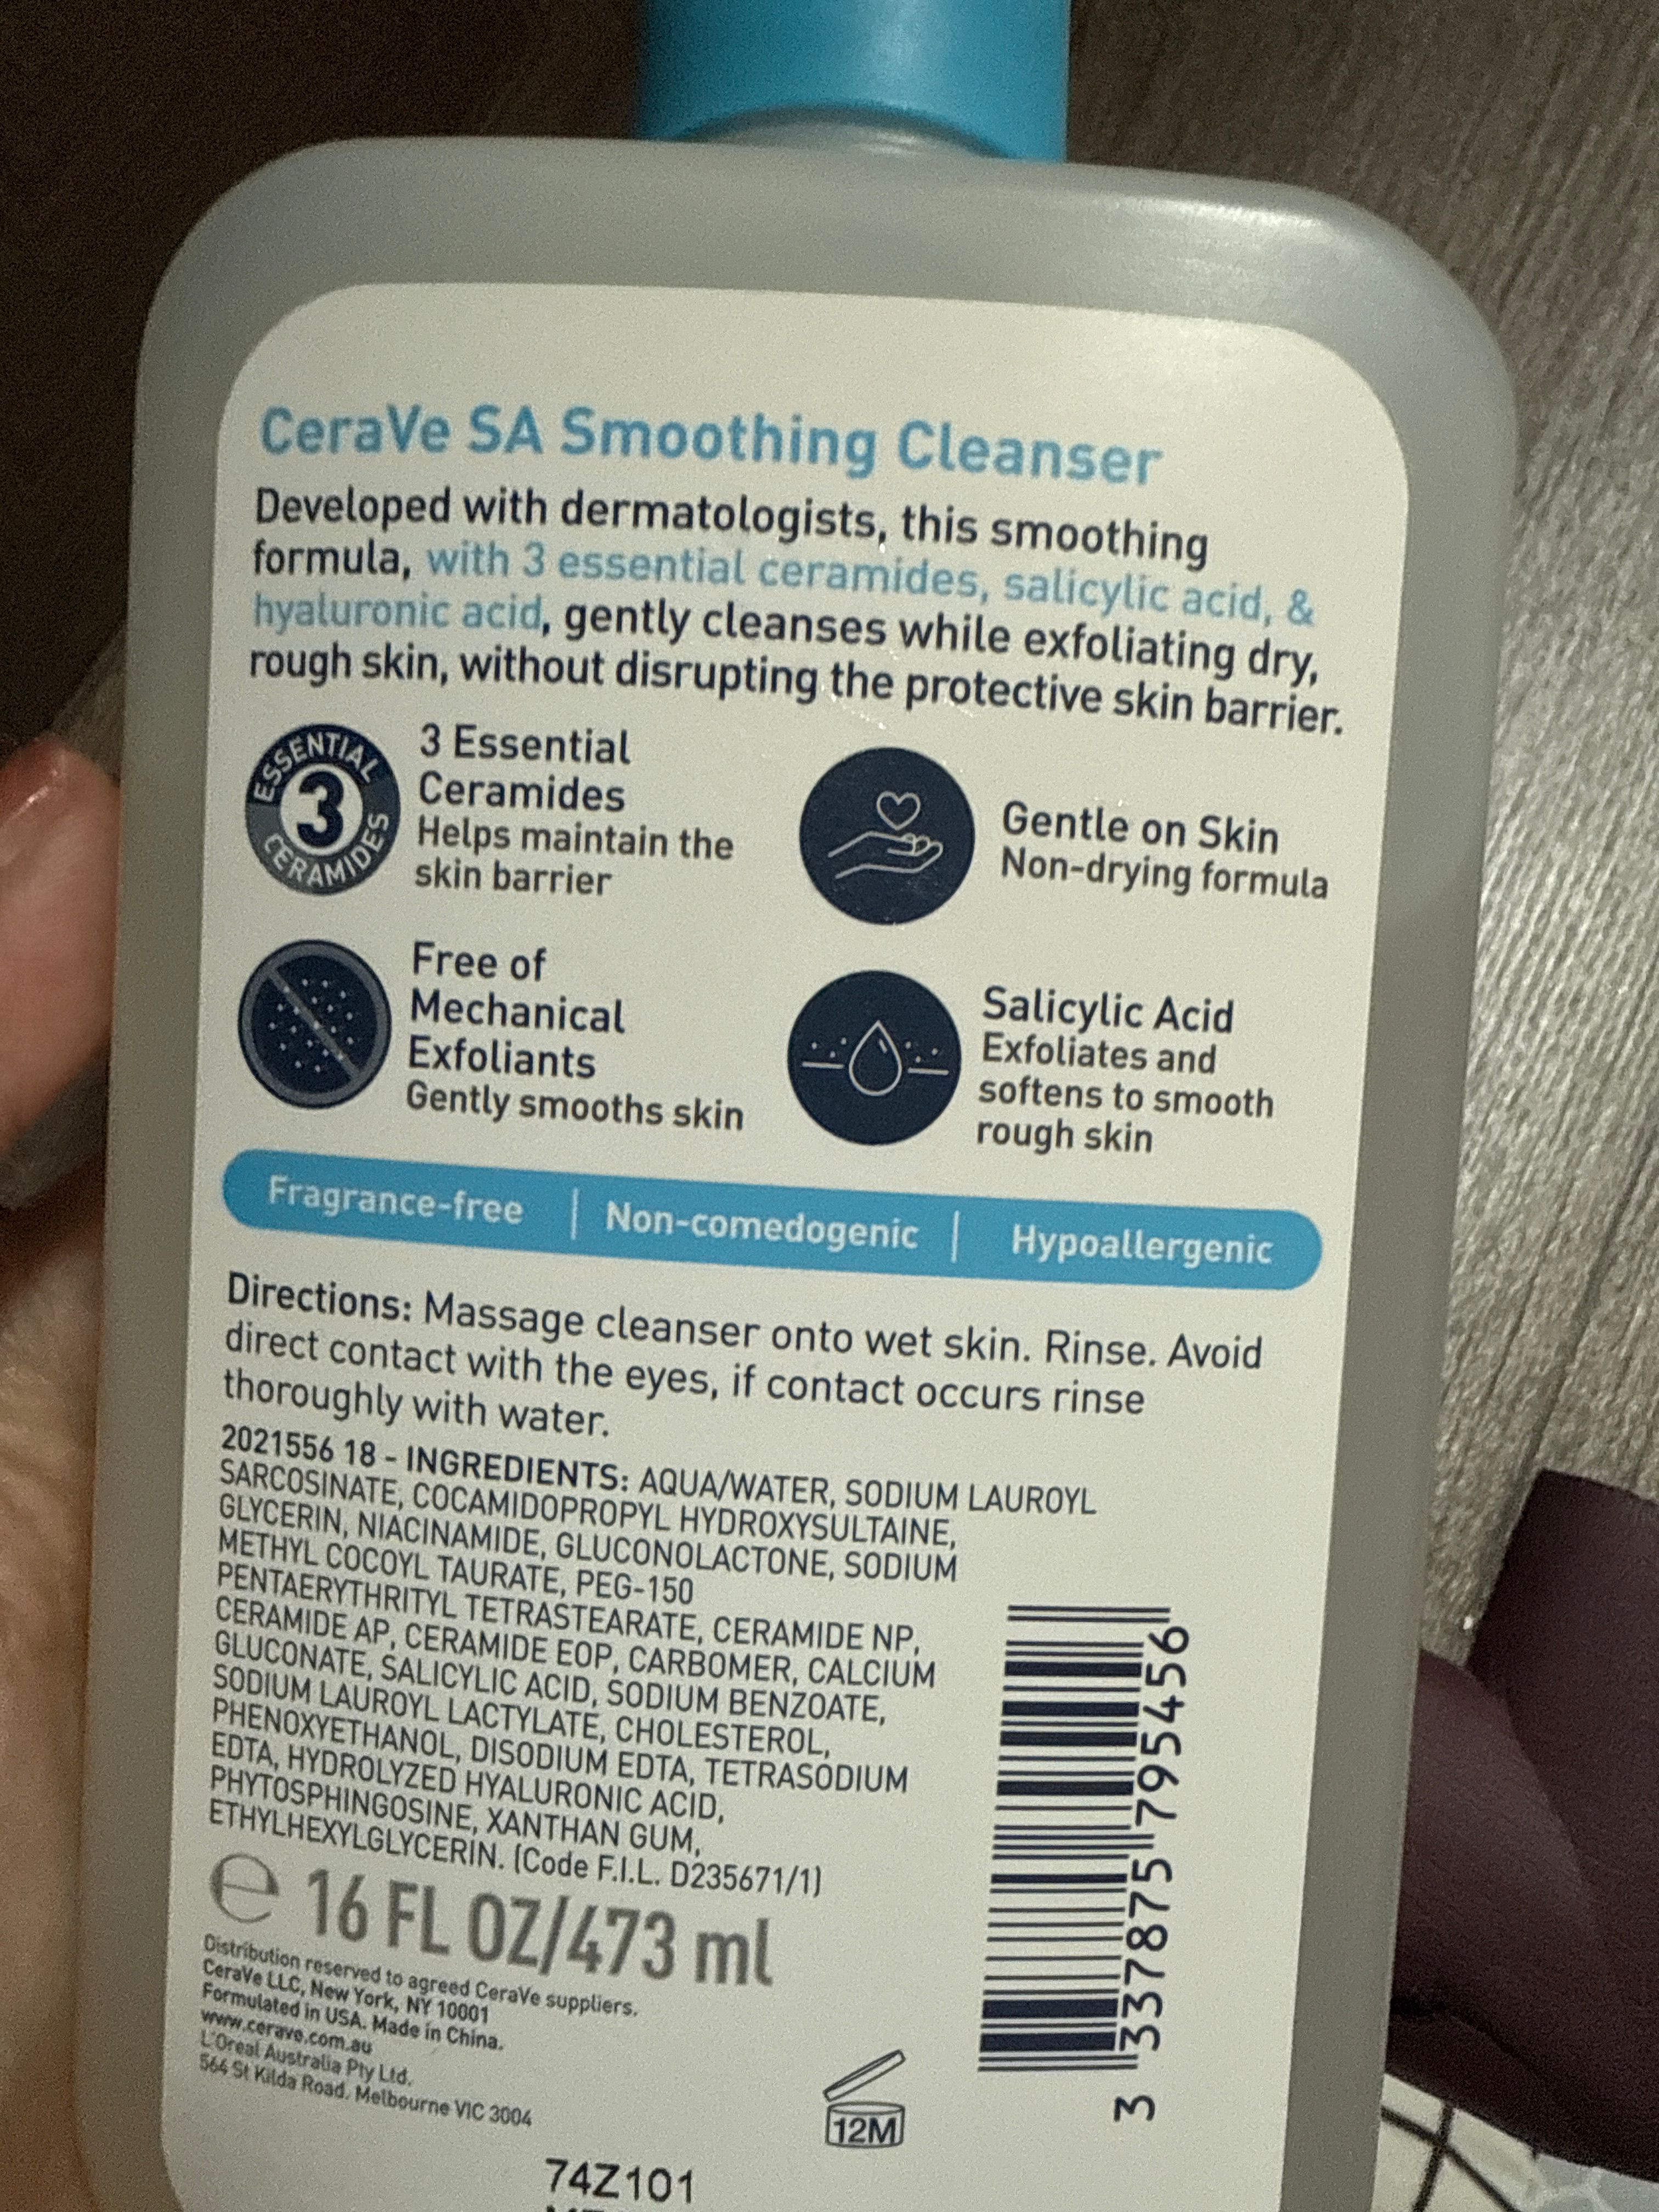 CeraVe SA Smoothing Cleanser
Developed with dermatologists, this smoothing
formula, with 3 essential ceramides, salicylic acid, &
hyaluronic acid, gently cleanses while exfoliating dry,
rough skin, without disrupting the protective skin barrier.
ESSENTIAL
3
CERAMIDES
3 Essential
Ceramides
Helps maintain the
skin barrier
Gentle on Skin
Non-drying formula
Free of
Mechanical
Exfoliants
Gently smooths skin
Salicylic Acid
Exfoliates and
softens to smooth
rough skin
Fragrance-free | Non-comedogenic | Hypoallergenic
Directions: Massage cleanser onto wet skin. Rinse. Avoid
direct contact with the eyes, if contact occurs rinse
thoroughly with water.
2021556 18 - INGREDIENTS: AQUA/WATER, SODIUM LAUROYL
SARCOSINATE, COCAMIDOPROPYL HYDROXYSULTAINE,
GLYCERIN, NIACINAMIDE, GLUCONOLACTONE, SODIUM
METHYL COCOYL TAURATE, PEG-150
PENTAERYTHRITYL TETRASTEARATE, CERAMIDE NP,
CERAMIDE AP, CERAMIDE EOP, CARBOMER, CALCIUM
GLUCONATE, SALICYLIC ACID, SODIUM BENZOATE,
SODIUM LAUROYL LACTYLATE, CHOLESTEROL,
PHENOXYETHANOL, DISODIUM EDTA, TETRASODIUM
EDTA, HYDROLYZED HYALURONIC ACID,
PHYTOSPHINGOSINE, XANTHAN GUM,
ETHYLHEXYLGLYCERIN. (Code F.I.L. D235671/1)
e 16 FL OZ/473 ml
Distribution reserved to agreed CeraVe suppliers.
CeraVe LLC, New York, NY 10001
Formulated in USA. Made in China.
www.cerave.com.au
L'Oreal Australia Pty Ltd.
564 St Kilda Road. Melbourne VIC 3004
3 337875 795456
12M
74Z101